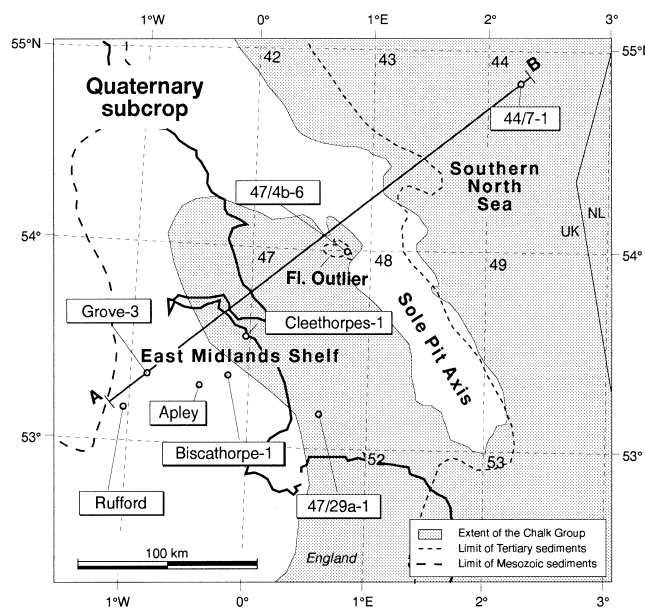 1°W 0° 1°E 2° 3°
55°N 42 43 44 B 55°N
Quaternary
subcrop
44/7-1
Southern
North
Sea
47/4b-6
NL
UK
54° 47 48 49 54°
Fl. Outlier
Grove-3
Cleethorpes-1
Sole Pit Axis
East Midlands Shelf
A
Apley
Biscathorpe-1
53° 52 53 53°
Rufford
47/29a-1
100 km
England
Extent of the Chalk Group
Limit of Tertiary sediments
Limit of Mesozoic sediments
1°W 0° 1°E 2° 3°